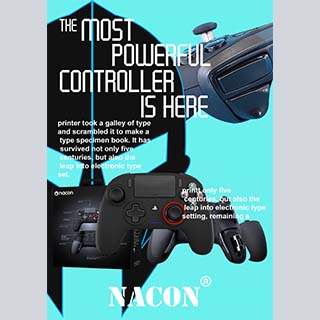 THE MOST
POWERFUL
CONTROLLER
IS HERE
printer took a galley of type
and scrambled it to make a
type specimen book. It has
survived not only five
centuries, but also the
leap into electronic type
set.
nacon
only five
centuries, but also the
leap into electronic type
setting, remaining a
NACON ®